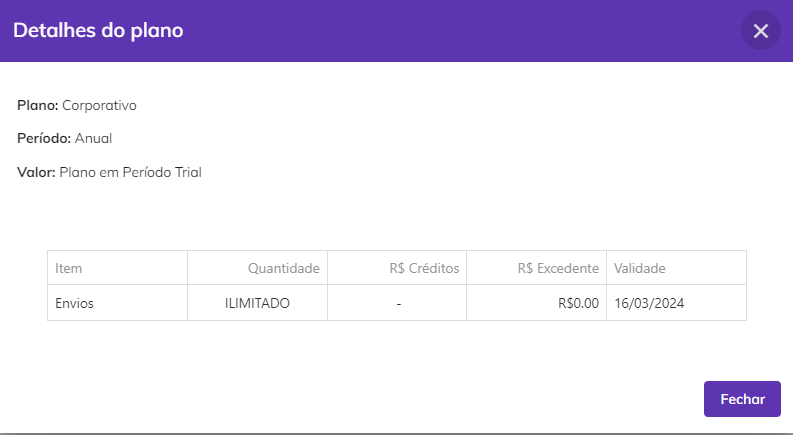 Detalhes do plano
Plano: Corporativo
Período: Anual
Valor: Plano em Período Trial
Item Quantidade R$ Créditos R$ Excedente Validade
Envios ILIMITADO - R$0.00 16/03/2024
Fechar